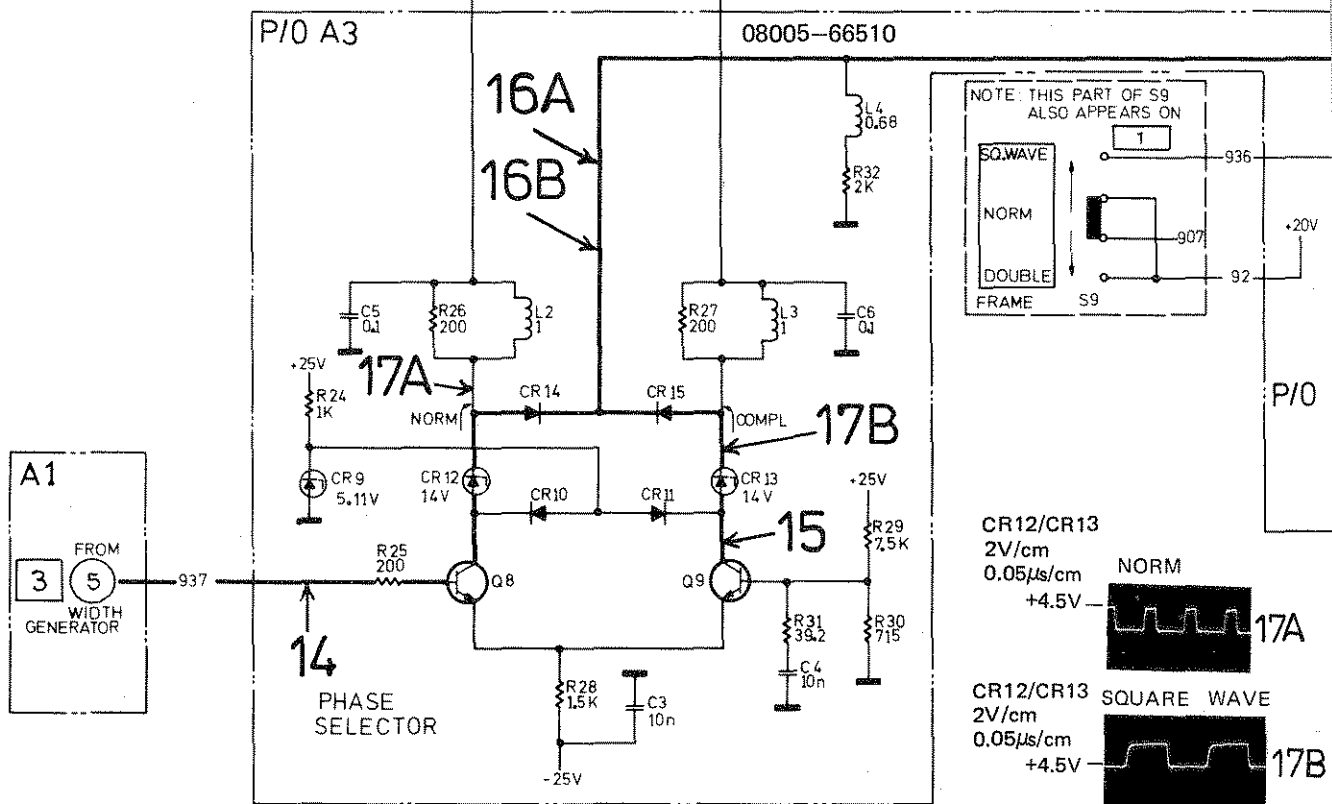 P/O A3
08005-66510
16A
16B
L4
0.68
R32
2K
NOTE: THIS PART OF S9
ALSO APPEARS ON
1
SQ.WAVE
936
NORM
907
+20V
DOUBLE
92
FRAME S9
C5
0.1
R26
200
L2
1
R27
200
L3
1
C6
0.1
+25V
R24
1K
17A
CR14
CR15
NORM
COMPL
17B
P/O
A1
CR9
5.11V
CR12
14V
CR10
CR11
CR13
14V
+25V
R29
7.5K
15
3
FROM
5
WIDTH
GENERATOR
937
R25
200
Q8
Q9
14
R31
39.2
R30
715
C4
10n
PHASE
SELECTOR
R28
1.5K
C3
10n
-25V
CR12/CR13
2V/cm
0.05µs/cm
NORM
+4.5V
17A
CR12/CR13
2V/cm
0.05µs/cm
SQUARE WAVE
+4.5V
17B